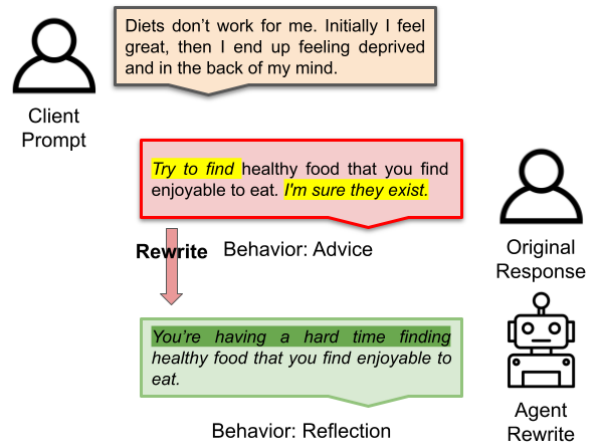 Diets don't work for me. Initially I feel
great, then I end up feeling deprived
and in the back of my mind.
Client
Prompt
Try to find healthy food that you find
enjoyable to eat. I'm sure they exist.
Rewrite Behavior: Advice
Original
Response
You're having a hard time finding
healthy food that you find enjoyable to
eat.
Agent
Rewrite
Behavior: Reflection